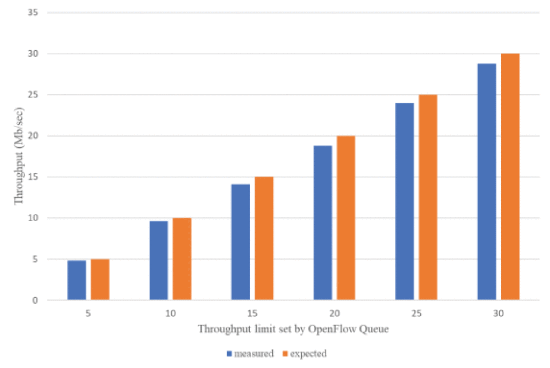 35
30
25
20
15
10
5
0
Throughput (Mb/sec)
5 10 15 20 25 30
Throughput limit set by OpenFlow Queue
measured expected